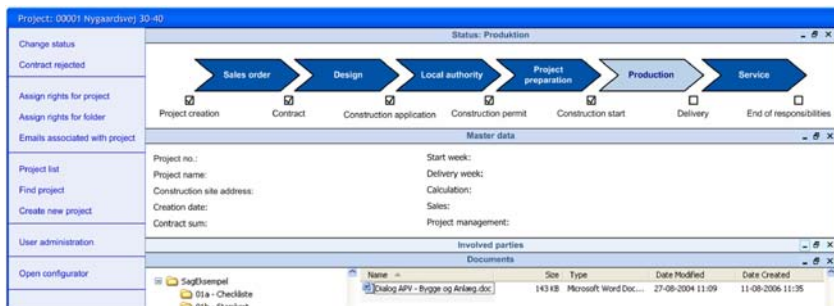 Project: 00001 Nygaardsvej 30-40
Change status
Contract rejected
Assign rights for project
Assign rights for folder
Emails associated with project
Project list
Find project
Create new project
User administration
Open configurator
Status: Produktion
Sales order
Design
Local authority
Project preparation
Production
Service
Project creation
Contract
Construction application
Construction permit
Construction start
Delivery
End of responsibilities
Master data
Project no.:
Project name:
Construction site address:
Creation date:
Contract sum:
Start week:
Delivery week:
Calculation:
Sales:
Project management:
Involved parties
Documents
SagEksempel
01a - Checkliste
Name Size Type Date Modified Date Created
Dialog APV - Bygge og Anlæg.doc 143 KB Microsoft Word Doc... 27-08-2004 11:09 11-08-2006 11:35